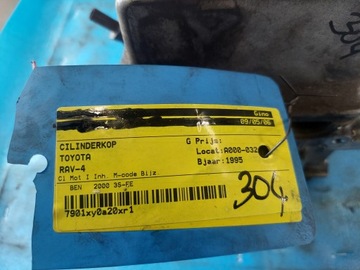 Gino
09/05/06
CILINDERKOP
G Prijs:
TOYOTA
Local:A000-032
RAV-4
Bjaar:1995
Cl Mot I Inh. M-code Bijz
BEN 2000 3S-FE
7901xy0a20xr1
304